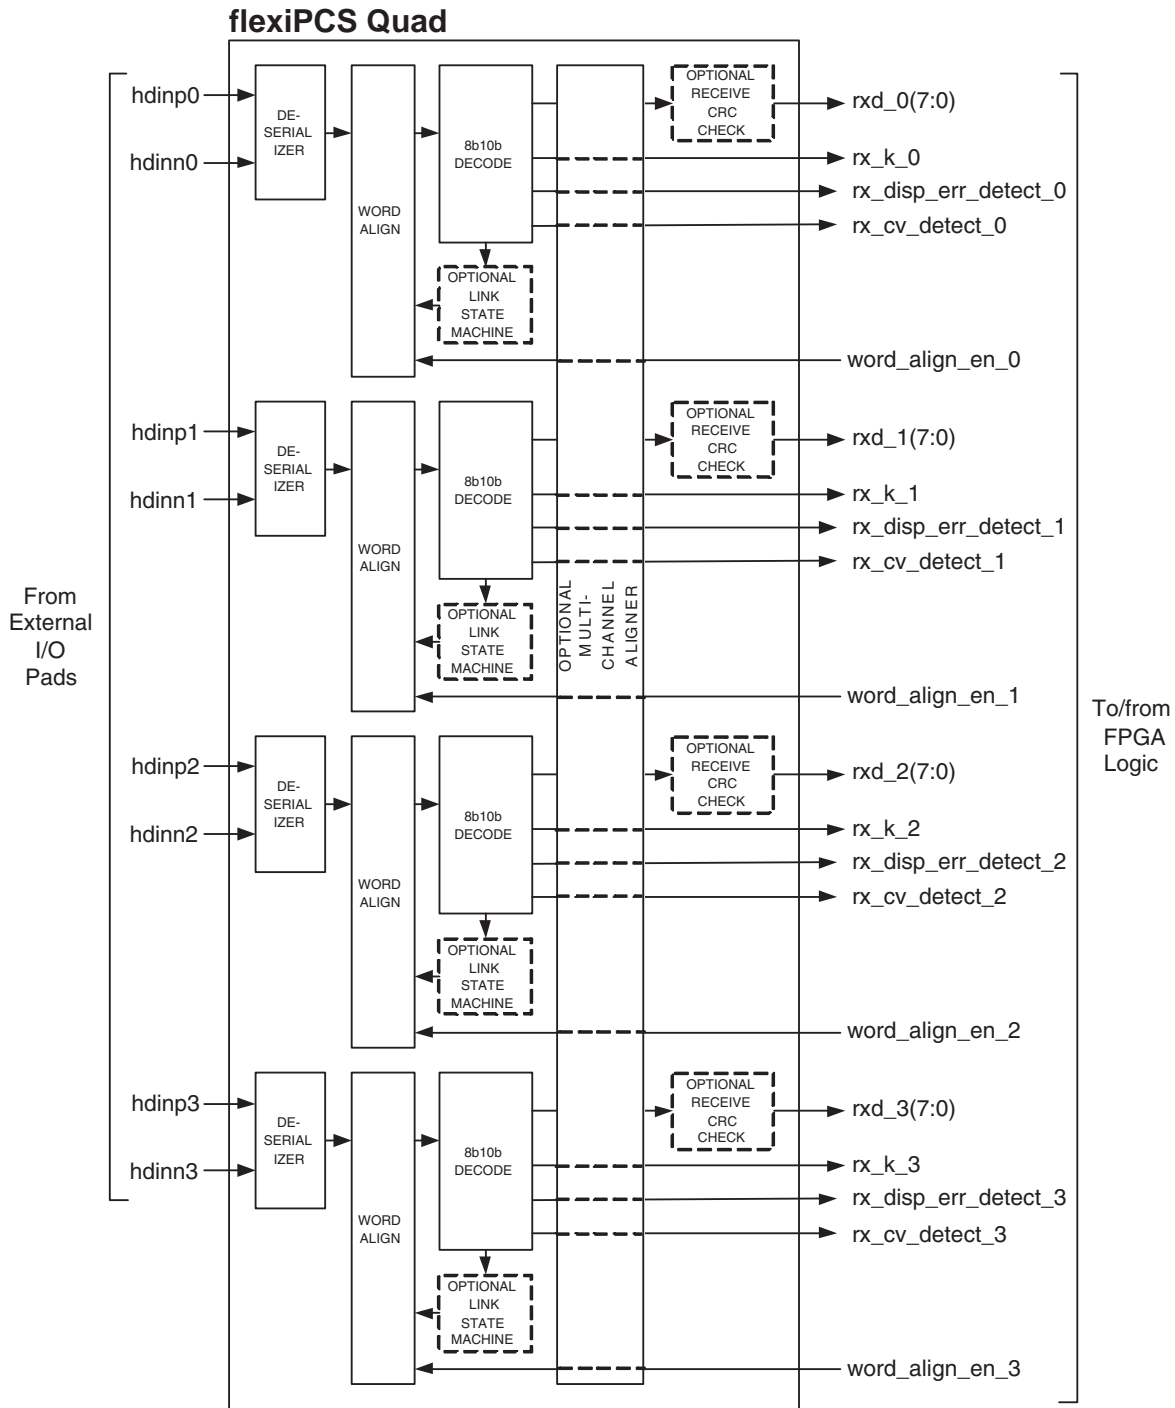 flexiPCS Quad
hdinp0
hdinn0
DE-
SERIAL
IZER
WORD
ALIGN
8b10b
DECODE
OPTIONAL
LINK
STATE
MACHINE
OPTIONAL
RECEIVE
CRC
CHECK
rxd_0(7:0)
rx_k_0
rx_disp_err_detect_0
rx_cv_detect_0
word_align_en_0
hdinp1
hdinn1
DE-
SERIAL
IZER
WORD
ALIGN
8b10b
DECODE
OPTIONAL
LINK
STATE
MACHINE
OPTIONAL
RECEIVE
CRC
CHECK
rxd_1(7:0)
rx_k_1
rx_disp_err_detect_1
rx_cv_detect_1
word_align_en_1
From
External
I/O
Pads
OPTIONAL
MULTI-
CHANNEL
ALIGNER
To/from
FPGA
Logic
hdinp2
hdinn2
DE-
SERIAL
IZER
WORD
ALIGN
8b10b
DECODE
OPTIONAL
LINK
STATE
MACHINE
OPTIONAL
RECEIVE
CRC
CHECK
rxd_2(7:0)
rx_k_2
rx_disp_err_detect_2
rx_cv_detect_2
word_align_en_2
hdinp3
hdinn3
DE-
SERIAL
IZER
WORD
ALIGN
8b10b
DECODE
OPTIONAL
LINK
STATE
MACHINE
OPTIONAL
RECEIVE
CRC
CHECK
rxd_3(7:0)
rx_k_3
rx_disp_err_detect_3
rx_cv_detect_3
word_align_en_3